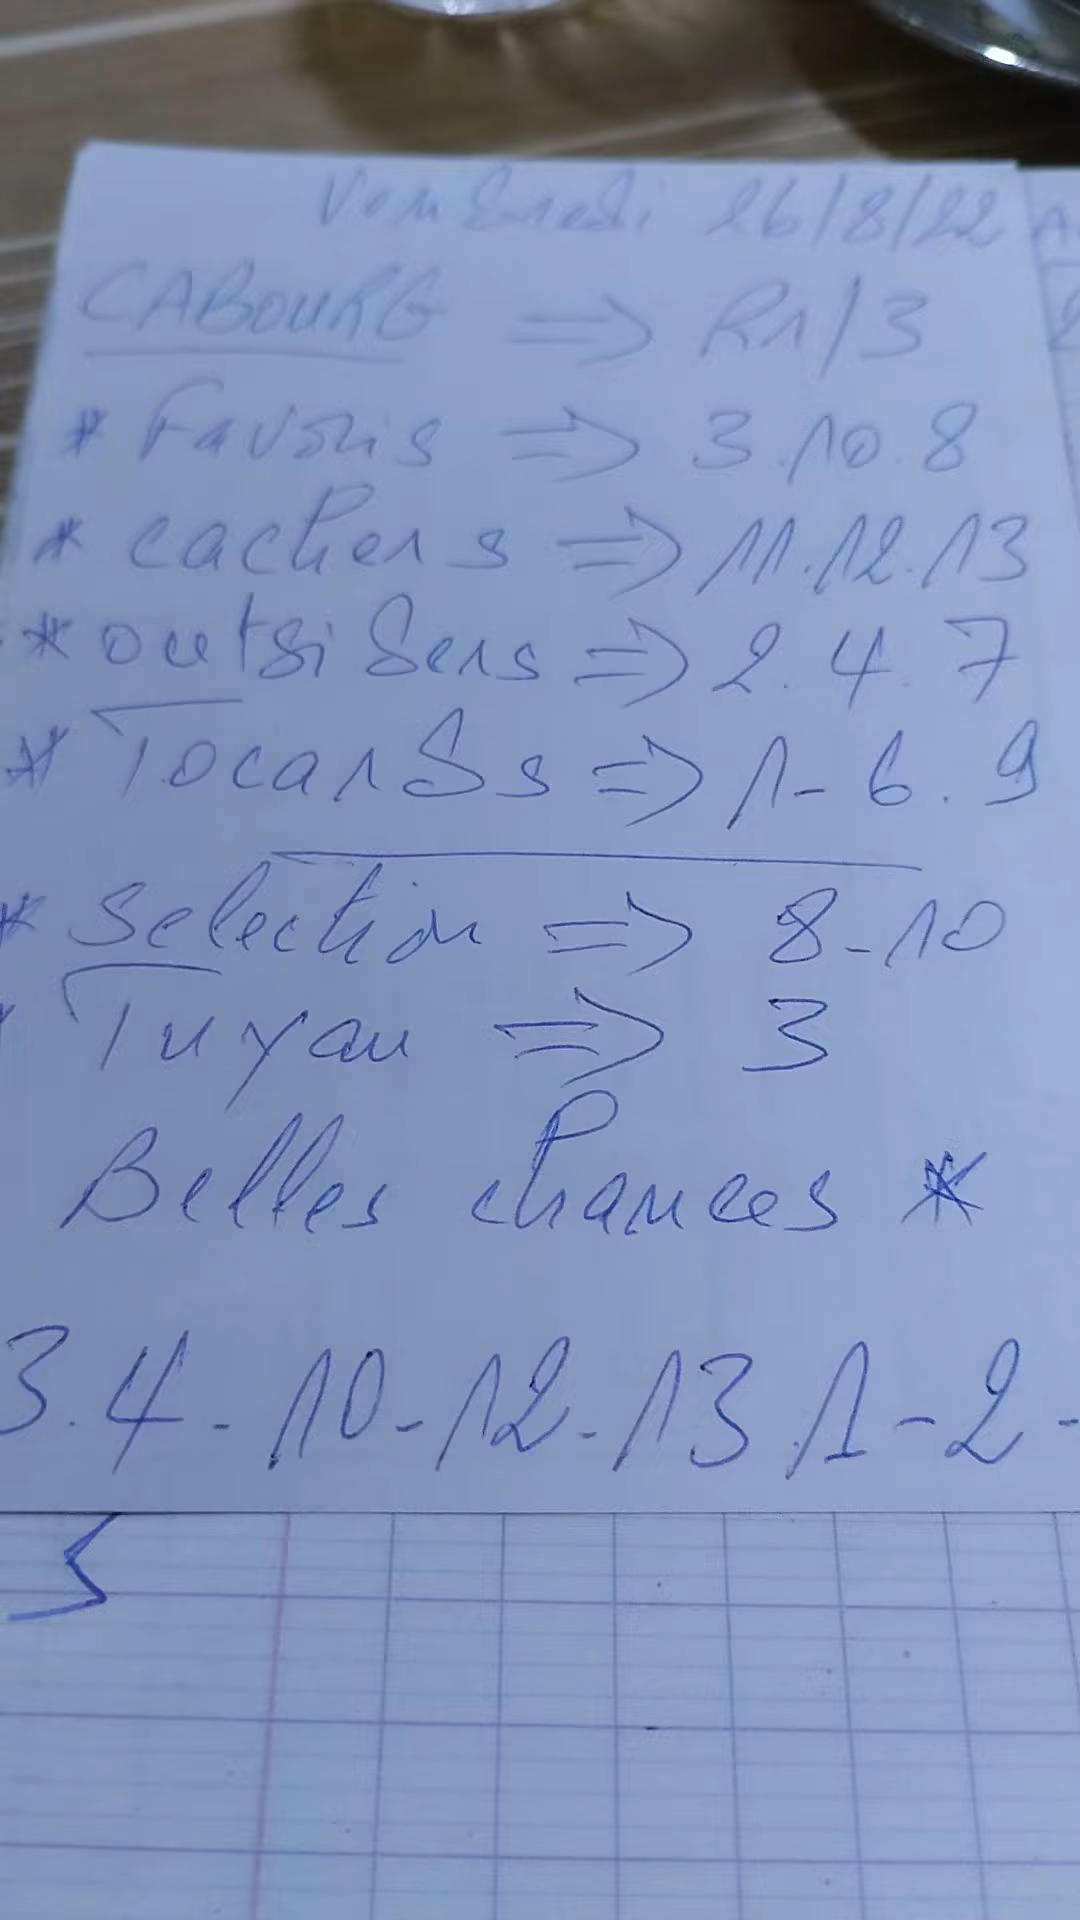 Vendredi 26/8/22
CABOURG => R1/3
* Favoris => 3.10.8
* cachers => 11.12.13
* outsiders => 2.4.7
* Tocards => 1-6.9
* Selection => 8-10
* Tuyau => 3
Belles chances *
3.4-10-12-13.1-2-